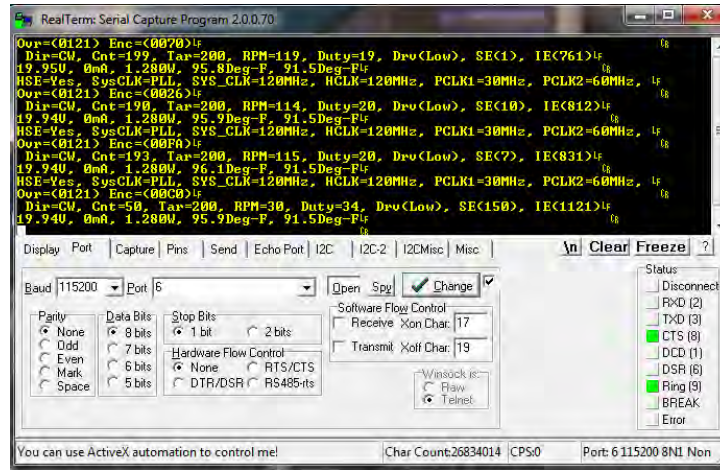 RealTerm: Serial Capture Program 2.0.0.70
Ovr=(0121) Enc=(0070)LF CR
Dir=CW, Cnt=199, Tar=200, RPM=119, Duty=19, Drv(Low), SE(1), IE(761)LF
19.95V, 0mA, 1.280W, 95.8Deg-F, 91.5Deg-FLF CR
HSE=Yes, SysCLK=PLL, SYS_CLK=120MHz, HCLK=120MHz, PCLK1=30MHz, PCLK2=60MHz, LF
Ovr=(0121) Enc=(0026)LF CR
Dir=CW, Cnt=190, Tar=200, RPM=114, Duty=20, Drv(Low), SE(10), IE(812)LF
19.94V, 0mA, 1.280W, 95.9Deg-F, 91.5Deg-FLF CR
HSE=Yes, SysCLK=PLL, SYS_CLK=120MHz, HCLK=120MHz, PCLK1=30MHz, PCLK2=60MHz, LF
Ovr=(0121) Enc=(00FA)LF CR
Dir=CW, Cnt=193, Tar=200, RPM=115, Duty=20, Drv(Low), SE(7), IE(831)LF
19.94V, 0mA, 1.280W, 96.1Deg-F, 91.5Deg-FLF CR
HSE=Yes, SysCLK=PLL, SYS_CLK=120MHz, HCLK=120MHz, PCLK1=30MHz, PCLK2=60MHz, LF
Ovr=(0121) Enc=(00C0)LF CR
Dir=CW, Cnt=50, Tar=200, RPM=30, Duty=34, Drv(Low), SE(150), IE(1121)LF
19.94V, 0mA, 1.280W, 95.9Deg-F, 91.5Deg-FLF CR
CR
Display Port Capture Pins Send Echo Port I2C I2C-2 I2CMisc Misc \n Clear Freeze ?
Baud 115200 Port 6 Open Spy Change
Parity
None
Odd
Even
Mark
Space
Data Bits
8 bits
7 bits
6 bits
5 bits
Stop Bits
1 bit 2 bits
Hardware Flow Control
None RTS/CTS
DTR/DSR RS485-rts
Software Flow Control
Receive Xon Char: 17
Transmit Xoff Char: 19
Winsock is:
Raw
Telnet
Status
Disconnect
RXD (2)
TXD (3)
CTS (8)
DCD (1)
DSR (6)
Ring (9)
BREAK
Error
You can use ActiveX automation to control me! Char Count:26834014 CPS:0 Port: 6 115200 8N1 Non